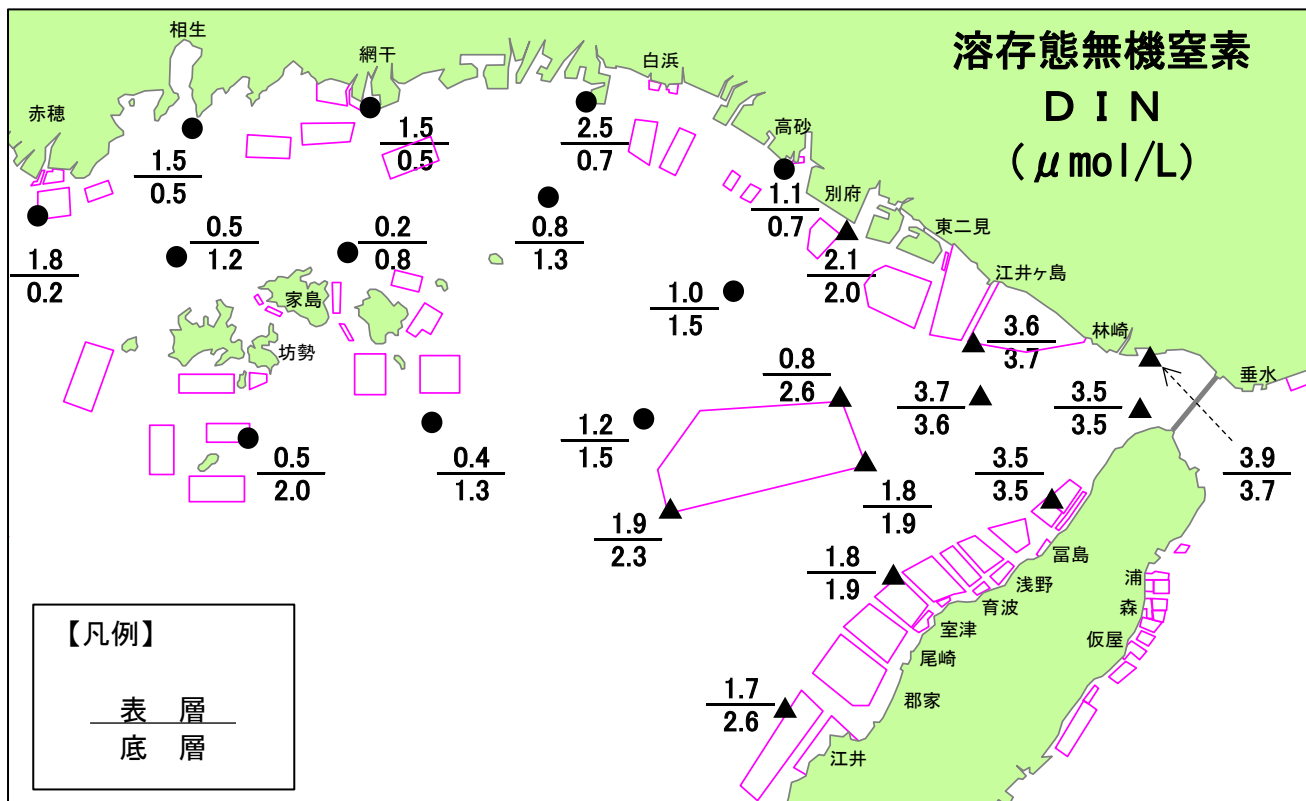 溶存態無機窒素
ＤＩＮ
(μmol/L)
相生
網干
白浜
赤穂
高砂
別府
東二見
江井ヶ島
林崎
垂水
家島
坊勢
1.5
0.5
1.5
0.5
2.5
0.7
1.1
0.7
1.8
0.2
0.5
1.2
0.2
0.8
0.8
1.3
2.1
2.0
1.0
1.5
3.6
3.7
0.8
2.6
3.7
3.6
3.5
3.5
3.9
3.7
0.5
2.0
0.4
1.3
1.2
1.5
1.9
2.3
1.8
1.9
3.5
3.5
1.8
1.9
1.7
2.6
冨島
浅野
育波
室津
尾崎
郡家
江井
浦
森
仮屋
【凡例】
表 層
底 層